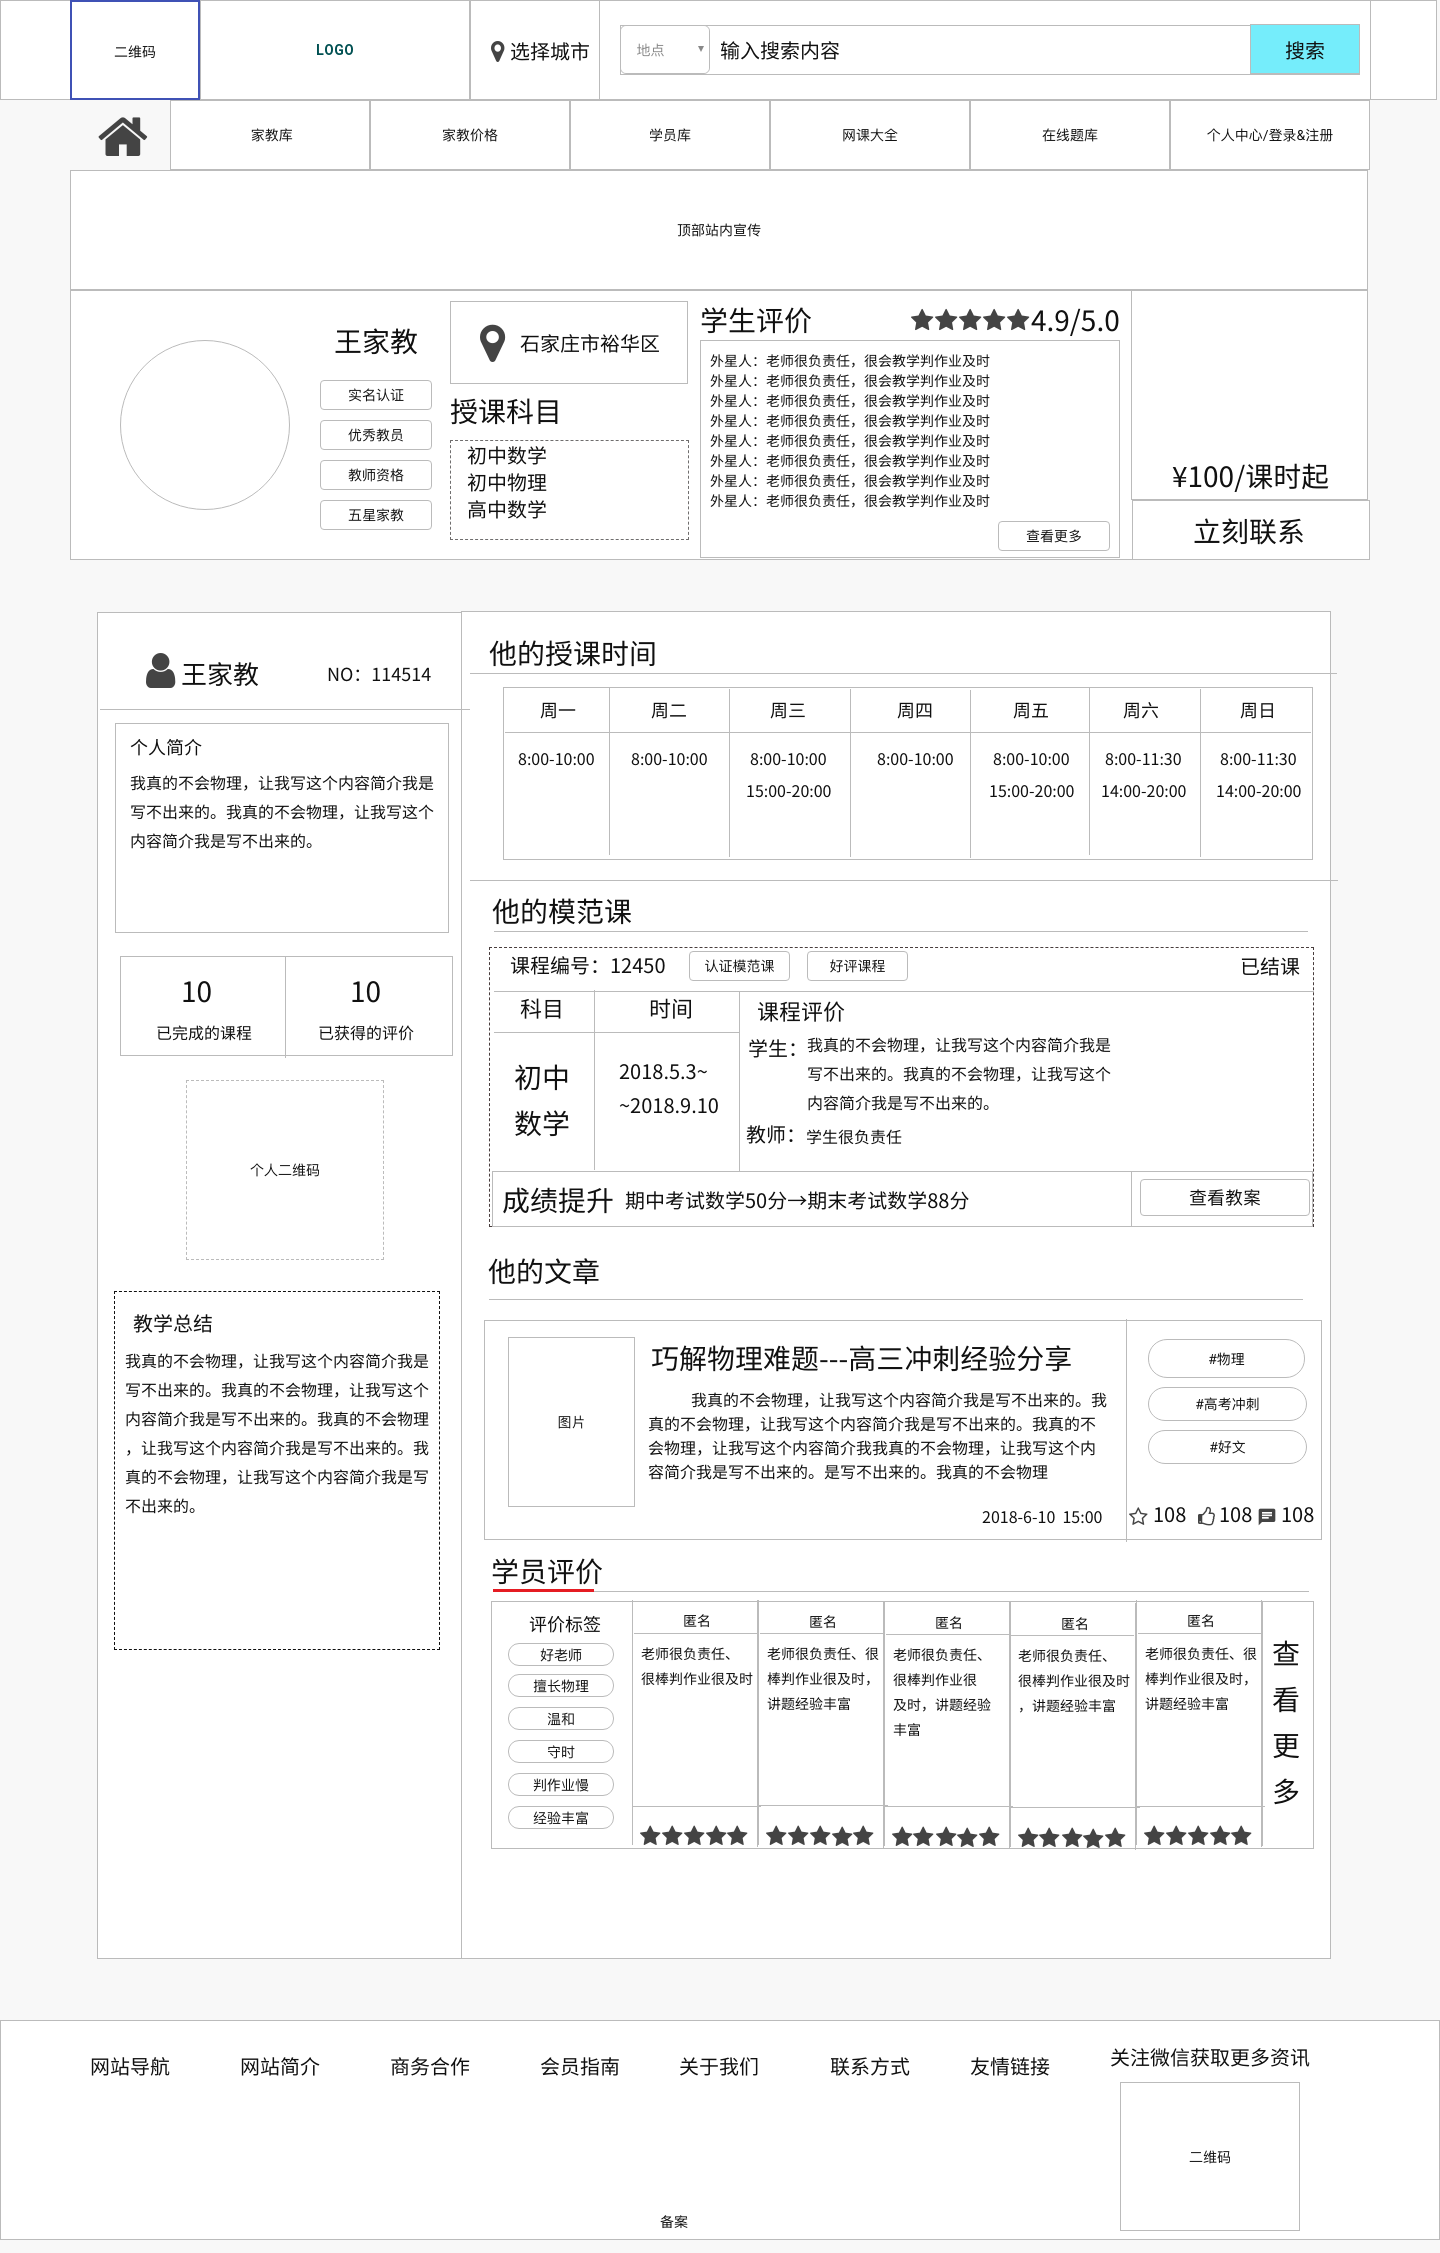 二维码
LOGO
选择城市
地点
输入搜索内容
搜索
家教库
家教价格
学员库
网课大全
在线题库
个人中心/登录&注册
顶部站内宣传
王家教
实名认证
优秀教员
教师资格
五星家教
石家庄市裕华区
授课科目
初中数学
初中物理
高中数学
学生评价
4.9/5.0
外星人：老师很负责任，很会教学判作业及时
外星人：老师很负责任，很会教学判作业及时
外星人：老师很负责任，很会教学判作业及时
外星人：老师很负责任，很会教学判作业及时
外星人：老师很负责任，很会教学判作业及时
外星人：老师很负责任，很会教学判作业及时
外星人：老师很负责任，很会教学判作业及时
外星人：老师很负责任，很会教学判作业及时
查看更多
¥100/课时起
立刻联系
王家教
NO：114514
个人简介
我真的不会物理，让我写这个内容简介我是
写不出来的。我真的不会物理，让我写这个
内容简介我是写不出来的。
10
已完成的课程
10
已获得的评价
个人二维码
教学总结
我真的不会物理，让我写这个内容简介我是
写不出来的。我真的不会物理，让我写这个
内容简介我是写不出来的。我真的不会物理
，让我写这个内容简介我是写不出来的。我
真的不会物理，让我写这个内容简介我是写
不出来的。
他的授课时间
周一 周二 周三 周四 周五 周六 周日
8:00-10:00 8:00-10:00 8:00-10:00 8:00-10:00 8:00-10:00 8:00-11:30 8:00-11:30
15:00-20:00 15:00-20:00 14:00-20:00 14:00-20:00
他的模范课
课程编号：12450
认证模范课
好评课程
已结课
科目
时间
初中
数学
2018.5.3~
~2018.9.10
课程评价
学生：
我真的不会物理，让我写这个内容简介我是
写不出来的。我真的不会物理，让我写这个
内容简介我是写不出来的。
教师：学生很负责任
成绩提升 期中考试数学50分→期末考试数学88分
查看教案
他的文章
图片
巧解物理难题---高三冲刺经验分享
我真的不会物理，让我写这个内容简介我是写不出来的。我
真的不会物理，让我写这个内容简介我是写不出来的。我真的不
会物理，让我写这个内容简介我我真的不会物理，让我写这个内
容简介我是写不出来的。是写不出来的。我真的不会物理
2018-6-10 15:00
#物理
#高考冲刺
#好文
108 108 108
学员评价
评价标签
好老师
擅长物理
温和
守时
判作业慢
经验丰富
匿名
老师很负责任、
很棒判作业很及时
匿名
老师很负责任、很
棒判作业很及时，
讲题经验丰富
匿名
老师很负责任、
很棒判作业很
及时，讲题经验
丰富
匿名
老师很负责任、
很棒判作业很及时
，讲题经验丰富
匿名
老师很负责任、很
棒判作业很及时，
讲题经验丰富
查
看
更
多
网站导航
网站简介
商务合作
会员指南
关于我们
联系方式
友情链接
关注微信获取更多资讯
二维码
备案